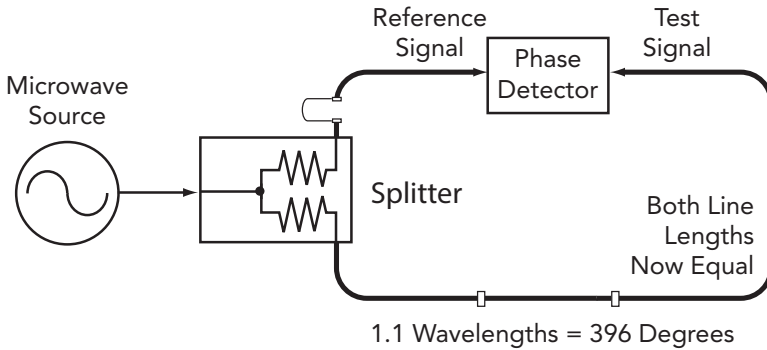 Reference
Signal
Test
Signal
Phase
Detector
Microwave
Source
Splitter
Both Line
Lengths
Now Equal
1.1 Wavelengths = 396 Degrees